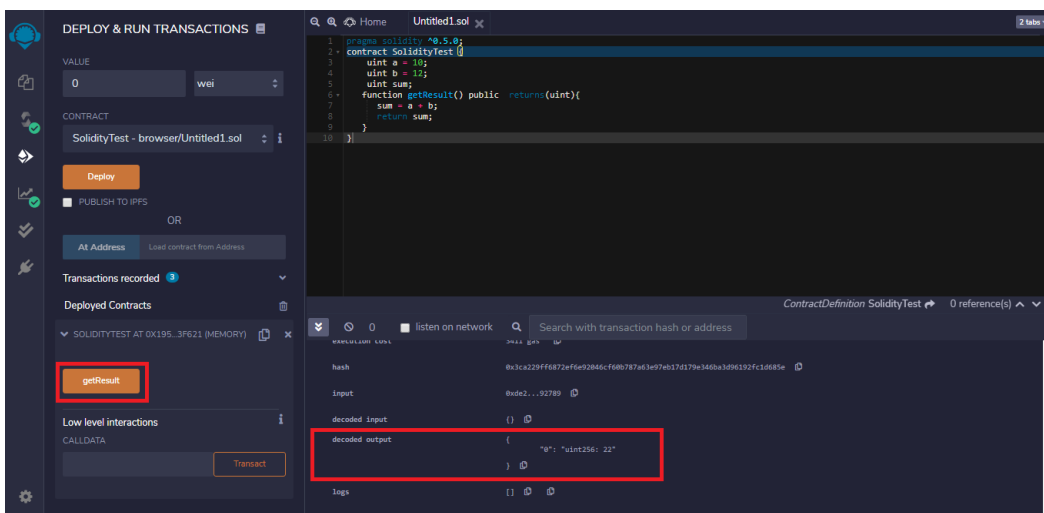 DEPLOY & RUN TRANSACTIONS
VALUE
0 wei
CONTRACT
SolidityTest - browser/Untitled1.sol i
Deploy
PUBLISH TO IPFS
OR
At Address Load contract from Address
Transactions recorded 3
Deployed Contracts
SOLIDITYTEST AT 0X195..3F621 (MEMORY)
getResult
Low level interactions i
CALLDATA
Transact
Home Untitled1.sol 2 tabs
1 pragma solidity ^0.5.0;
2 contract SolidityTest {
3 uint a = 10;
4 uint b = 12;
5 uint sum;
6 function getResult() public returns(uint){
7 sum = a + b;
8 return sum;
9 }
10 }
ContractDefinition SolidityTest 0 reference(s)
0 listen on network Search with transaction hash or address
execution cost 3411 gas
hash 0x3ca229ff6872ef6e92046cf60b787a63e97eb17d179e346ba3d96192fc1d685e
input 0xde2...92789
decoded input {}
decoded output {
"0": "uint256: 22"
}
logs []